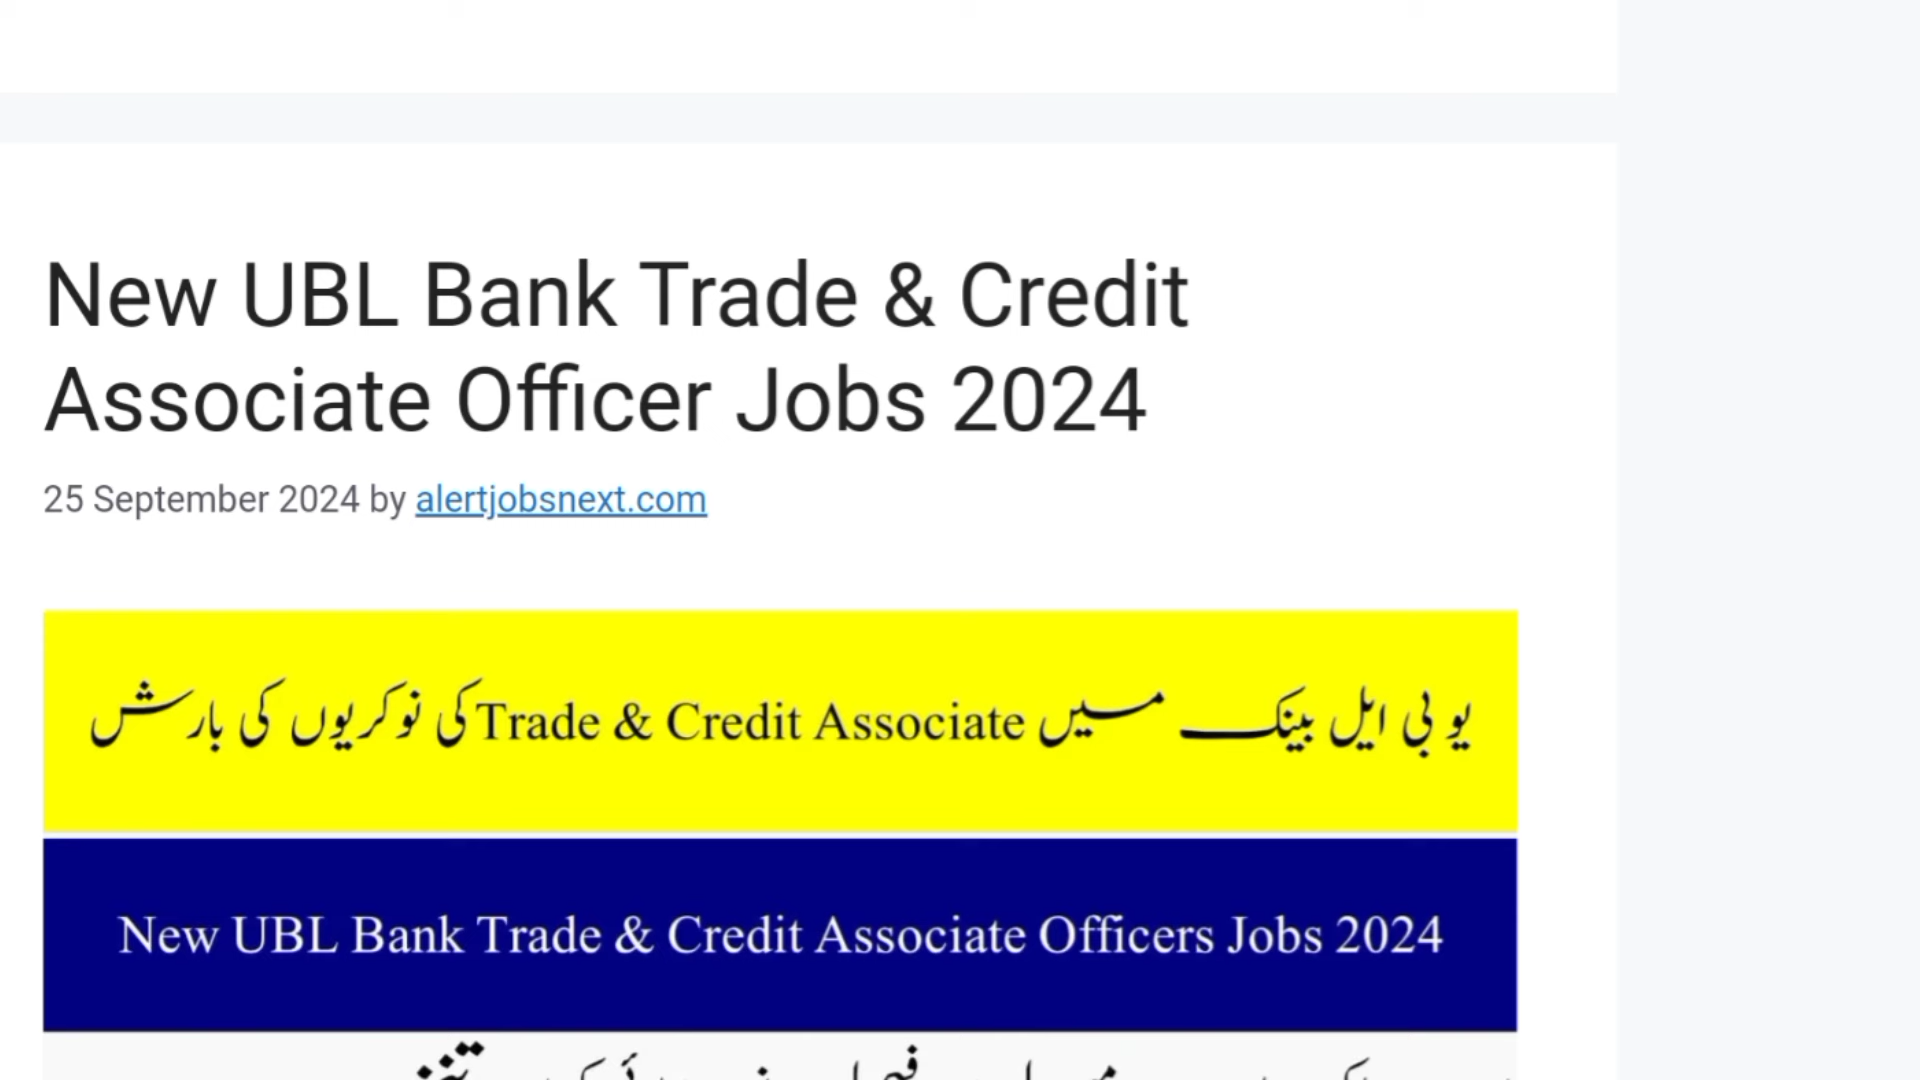 New UBL Bank Trade & Credit
Associate Officer Jobs 2024
25 September 2024 by alertjobsnext.com
یو بی ایل بینک میں Trade & Credit Associate کی نوکریوں کی بارش
New UBL Bank Trade & Credit Associate Officers Jobs 2024